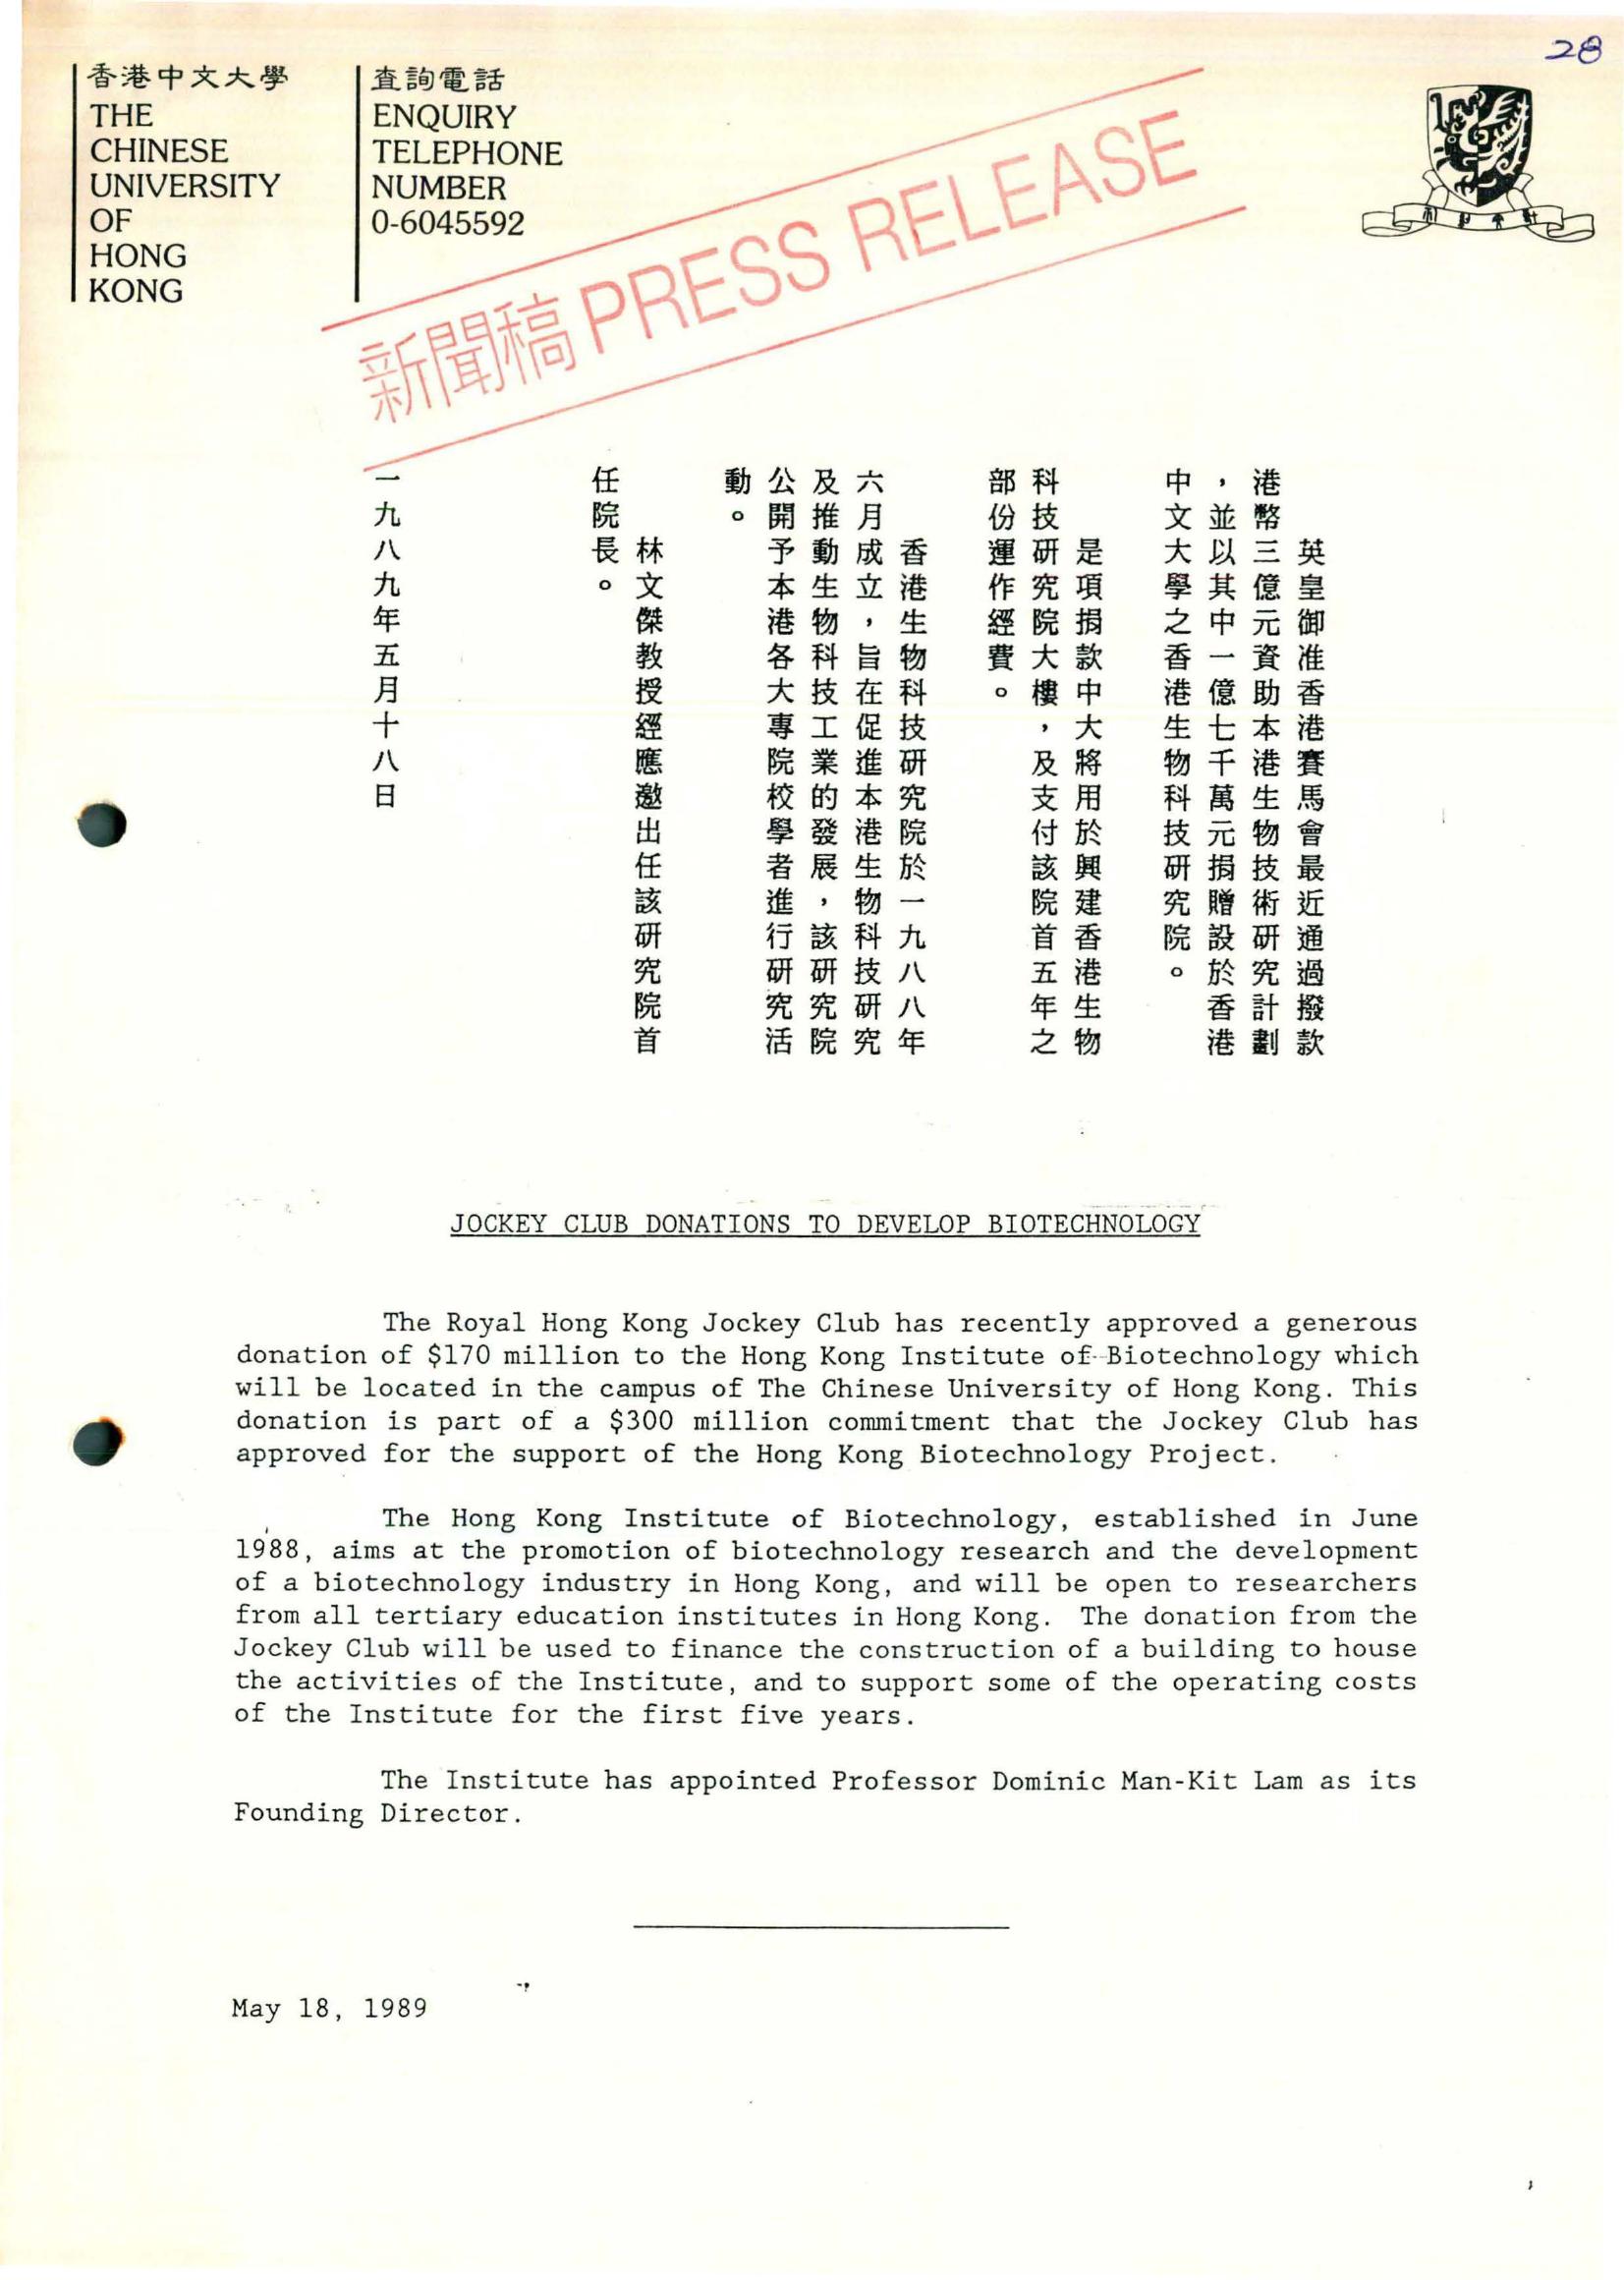 28
香港中文大學
THE
CHINESE
UNIVERSITY
OF
HONG
KONG
查詢電話
ENQUIRY
TELEPHONE
NUMBER
0-6045592
新聞稿 PRESS RELEASE
英皇御准香港賽馬會最近通過撥款
港幣三億元資助本港生物技術研究計劃
，並以其中一億七千萬元捐贈設於香港
中文大學之香港生物科技研究院。
是項捐款中大將用於興建香港生物
科技研究院大樓，及支付該院首五年之
部份運作經費。
香港生物科技研究院於一九八八年
六月成立，旨在促進本港生物科技研究
及推動生物科技工業的發展，該研究院
公開予本港各大專院校學者進行研究活
動。
林文傑教授經應邀出任該研究院首
任院長。
一九八九年五月十八日
JOCKEY CLUB DONATIONS TO DEVELOP BIOTECHNOLOGY
The Royal Hong Kong Jockey Club has recently approved a generous
donation of $170 million to the Hong Kong Institute of Biotechnology which
will be located in the campus of The Chinese University of Hong Kong. This
donation is part of a $300 million commitment that the Jockey Club has
approved for the support of the Hong Kong Biotechnology Project.
The Hong Kong Institute of Biotechnology, established in June
1988, aims at the promotion of biotechnology research and the development
of a biotechnology industry in Hong Kong, and will be open to researchers
from all tertiary education institutes in Hong Kong. The donation from the
Jockey Club will be used to finance the construction of a building to house
the activities of the Institute, and to support some of the operating costs
of the Institute for the first five years.
The Institute has appointed Professor Dominic Man-Kit Lam as its
Founding Director.
May 18, 1989